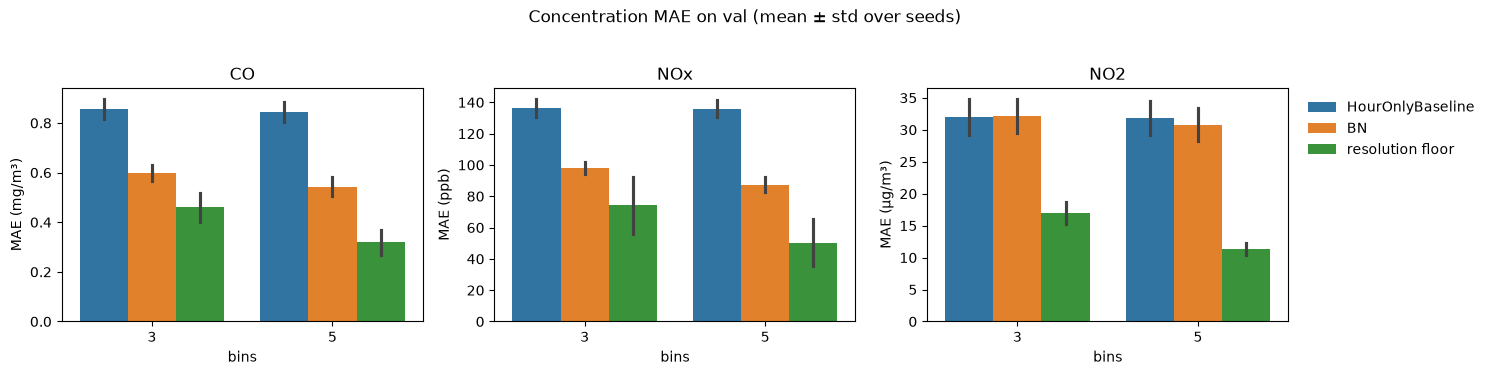 Concentration MAE on val (mean ± std over seeds)
CO
MAE (mg/m³)
0.8
0.6
0.4
0.2
0.0
3
5
bins
NOx
MAE (ppb)
140
120
100
80
60
40
20
0
3
5
bins
NO2
MAE (µg/m³)
35
30
25
20
15
10
5
0
3
5
bins
HourOnlyBaseline
BN
resolution floor